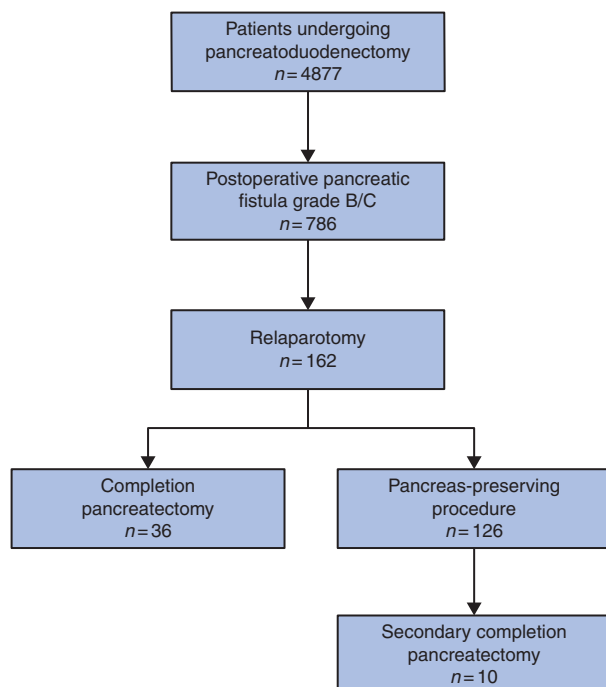 Patients undergoing
pancreatoduodenectomy
n=4877
Postoperative pancreatic
fistula grade B/C
n=786
Relaparotomy
n=162
Completion
pancreatectomy
n=36
Pancreas-preserving
procedure
n=126
Secondary completion
pancreatectomy
n=10